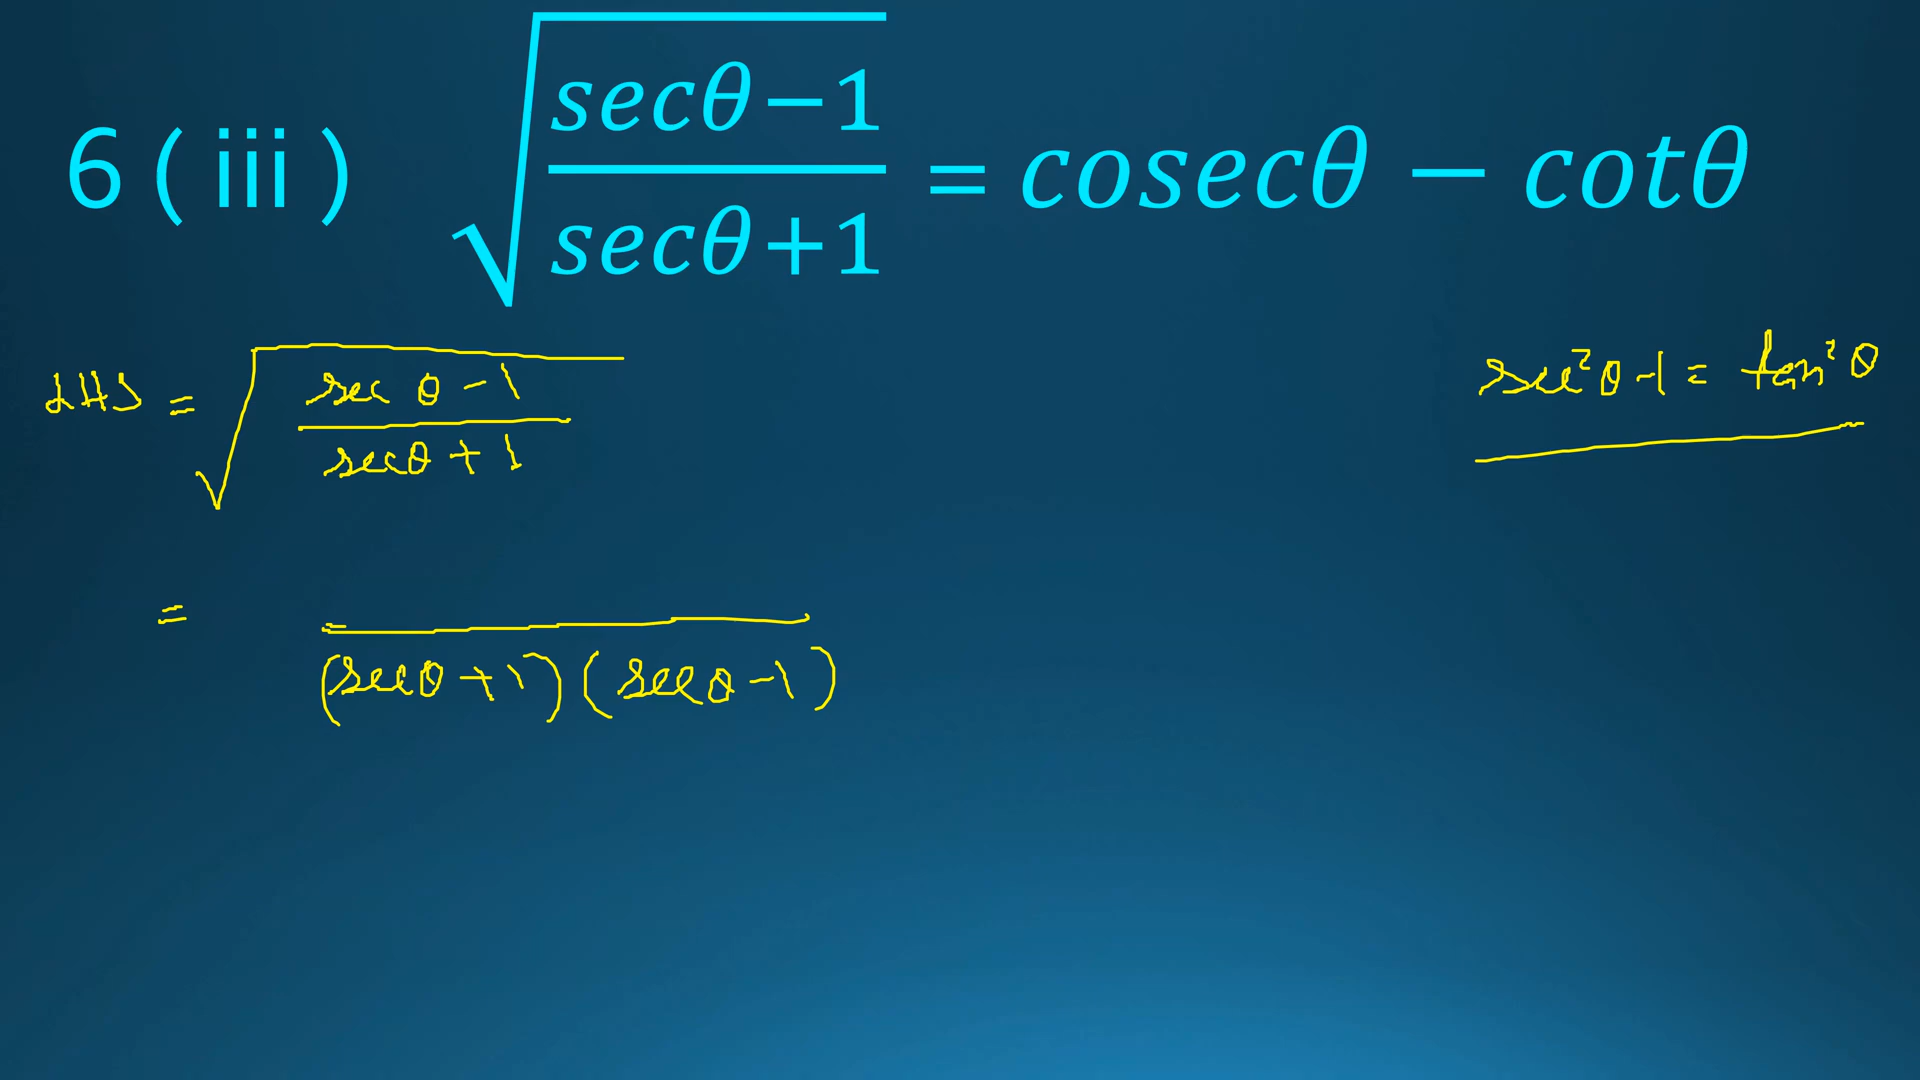 6 ( iii ) √((secθ−1)/(secθ+1)) = cosecθ − cotθ
LHS = √((sec θ −1)/(secθ + 1))
sec²θ -1 = tan²θ
= /((secθ +1)(secθ -1))